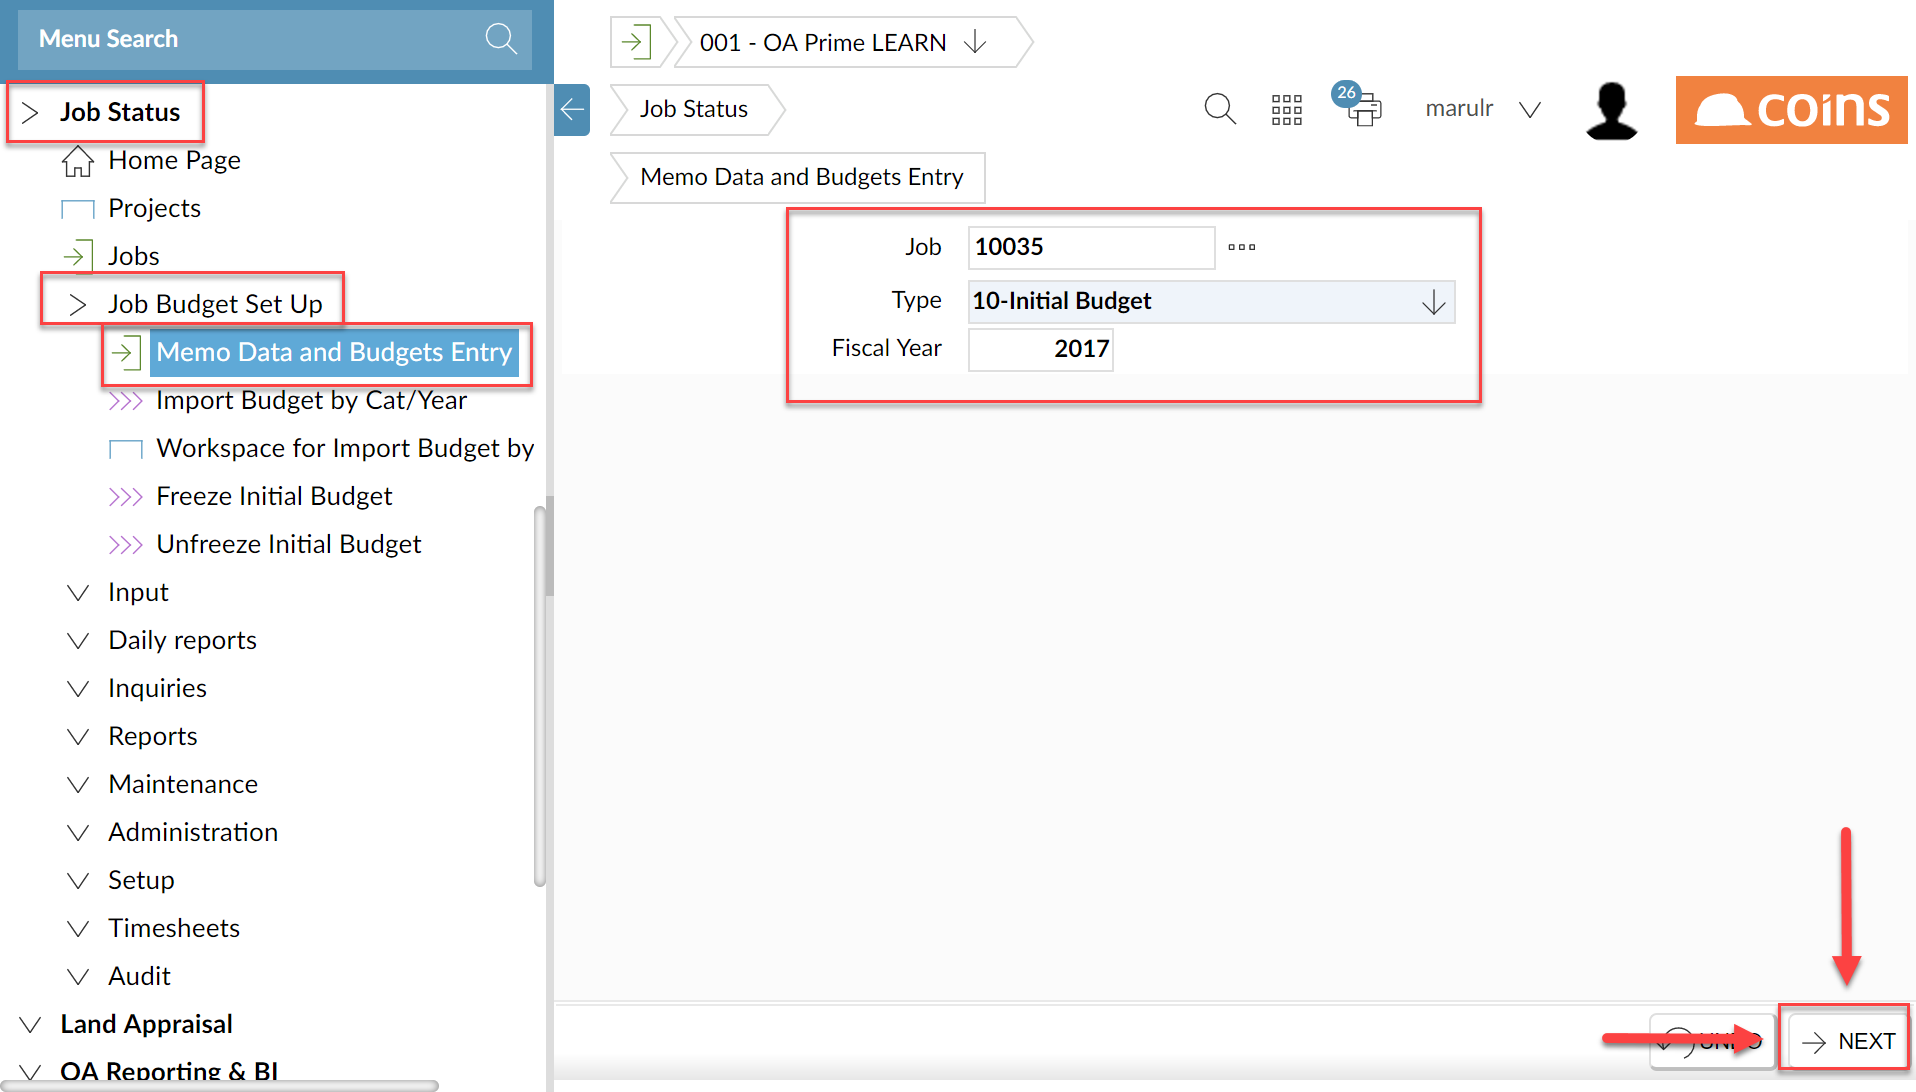 Menu Search
Job Status
Home Page
Projects
Jobs
Job Budget Set Up
Memo Data and Budgets Entry
Import Budget by Cat/Year
Workspace for Import Budget by
Freeze Initial Budget
Unfreeze Initial Budget
Input
Daily reports
Inquiries
Reports
Maintenance
Administration
Setup
Timesheets
Audit
Land Appraisal
OA Reporting & BI
001 - OA Prime LEARN
Job Status
26
marulr
coins
Memo Data and Budgets Entry
Job 10035
Type 10-Initial Budget
Fiscal Year 2017
UNDO
NEXT